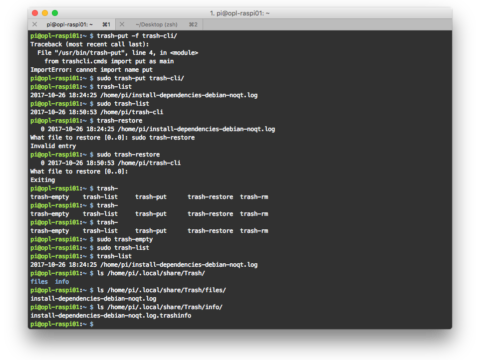 1. pi@opl-raspi01: ~
pi@opl-raspi01: ~ ⌘1 ~/Desktop (zsh) ⌘2
pi@opl-raspi01:~ $ trash-put -f trash-cli/
Traceback (most recent call last):
  File "/usr/bin/trash-put", line 4, in <module>
    from trashcli.cmds import put as main
ImportError: cannot import name put
pi@opl-raspi01:~ $ sudo trash-put trash-cli/
pi@opl-raspi01:~ $ trash-list
2017-10-26 18:24:25 /home/pi/install-dependencies-debian-noqt.log
pi@opl-raspi01:~ $ sudo trash-list
2017-10-26 18:50:53 /home/pi/trash-cli
pi@opl-raspi01:~ $ trash-restore
   0 2017-10-26 18:24:25 /home/pi/install-dependencies-debian-noqt.log
What file to restore [0..0]: sudo trash-restore
Invalid entry
pi@opl-raspi01:~ $ sudo trash-restore
   0 2017-10-26 18:50:53 /home/pi/trash-cli
What file to restore [0..0]:
Exiting
pi@opl-raspi01:~ $ trash-
trash-empty    trash-list     trash-put      trash-restore  trash-rm
pi@opl-raspi01:~ $ trash-
trash-empty    trash-list     trash-put      trash-restore  trash-rm
pi@opl-raspi01:~ $ trash-
trash-empty    trash-list     trash-put      trash-restore  trash-rm
pi@opl-raspi01:~ $ sudo trash-empty
pi@opl-raspi01:~ $ sudo trash-list
pi@opl-raspi01:~ $ trash-list
2017-10-26 18:24:25 /home/pi/install-dependencies-debian-noqt.log
pi@opl-raspi01:~ $ ls /home/pi/.local/share/Trash/
files  info
pi@opl-raspi01:~ $ ls /home/pi/.local/share/Trash/files/
install-dependencies-debian-noqt.log
pi@opl-raspi01:~ $ ls /home/pi/.local/share/Trash/info/
install-dependencies-debian-noqt.log.trashinfo
pi@opl-raspi01:~ $